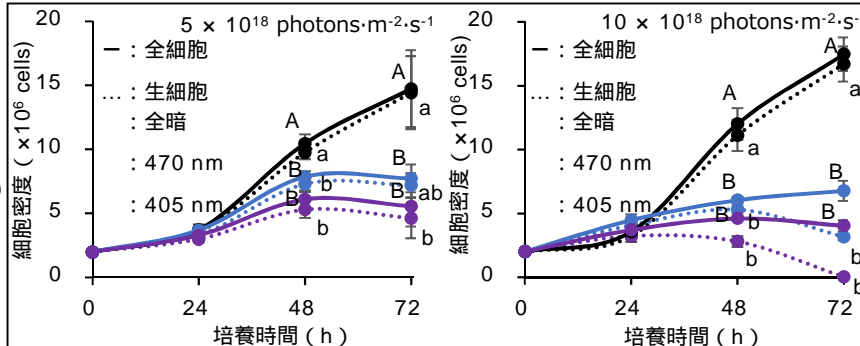 5 × 10¹⁸ photons·m⁻²·s⁻¹
― : 全細胞
… : 生細胞
: 全暗
: 470 nm
: 405 nm
細胞密度（×10⁶ cells）
20
15
10
5
0
A
a
A
a
B
b
B
b
B
ab
B
b
0 24 48 72
培養時間（h）
10 × 10¹⁸ photons·m⁻²·s⁻¹
― : 全細胞
… : 生細胞
: 全暗
: 470 nm
: 405 nm
細胞密度（×10⁶ cells）
20
15
10
5
0
A
A
a
a
B
B
b
B
B
b
b
b
0 24 48 72
培養時間（h）